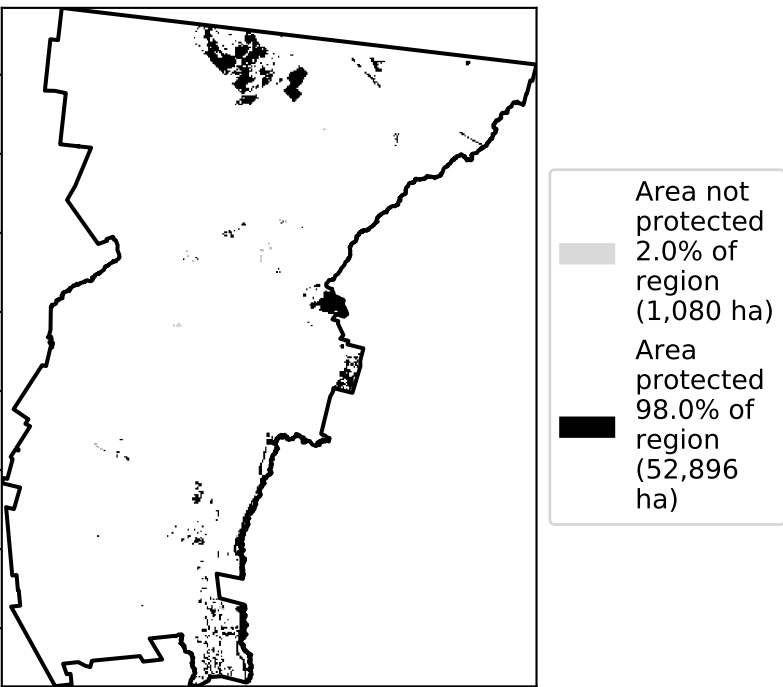 Area not
protected
2.0% of
region
(1,080 ha)
Area
protected
98.0% of
region
(52,896
ha)